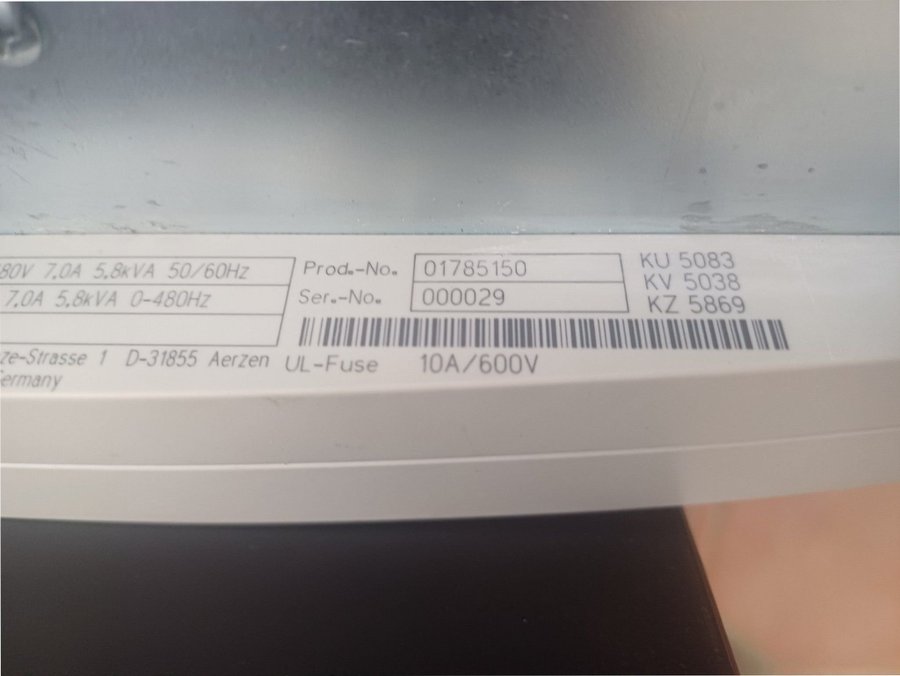 80V 7,0A 5,8kVA 50/60Hz
7,0A 5,8kVA 0-480Hz
ze-Strasse 1 D-31855 Aerzen
Germany
Prod.-No. 01785150
Ser.-No. 000029
UL-Fuse 10A/600V
KU 5083
KV 5038
KZ 5869